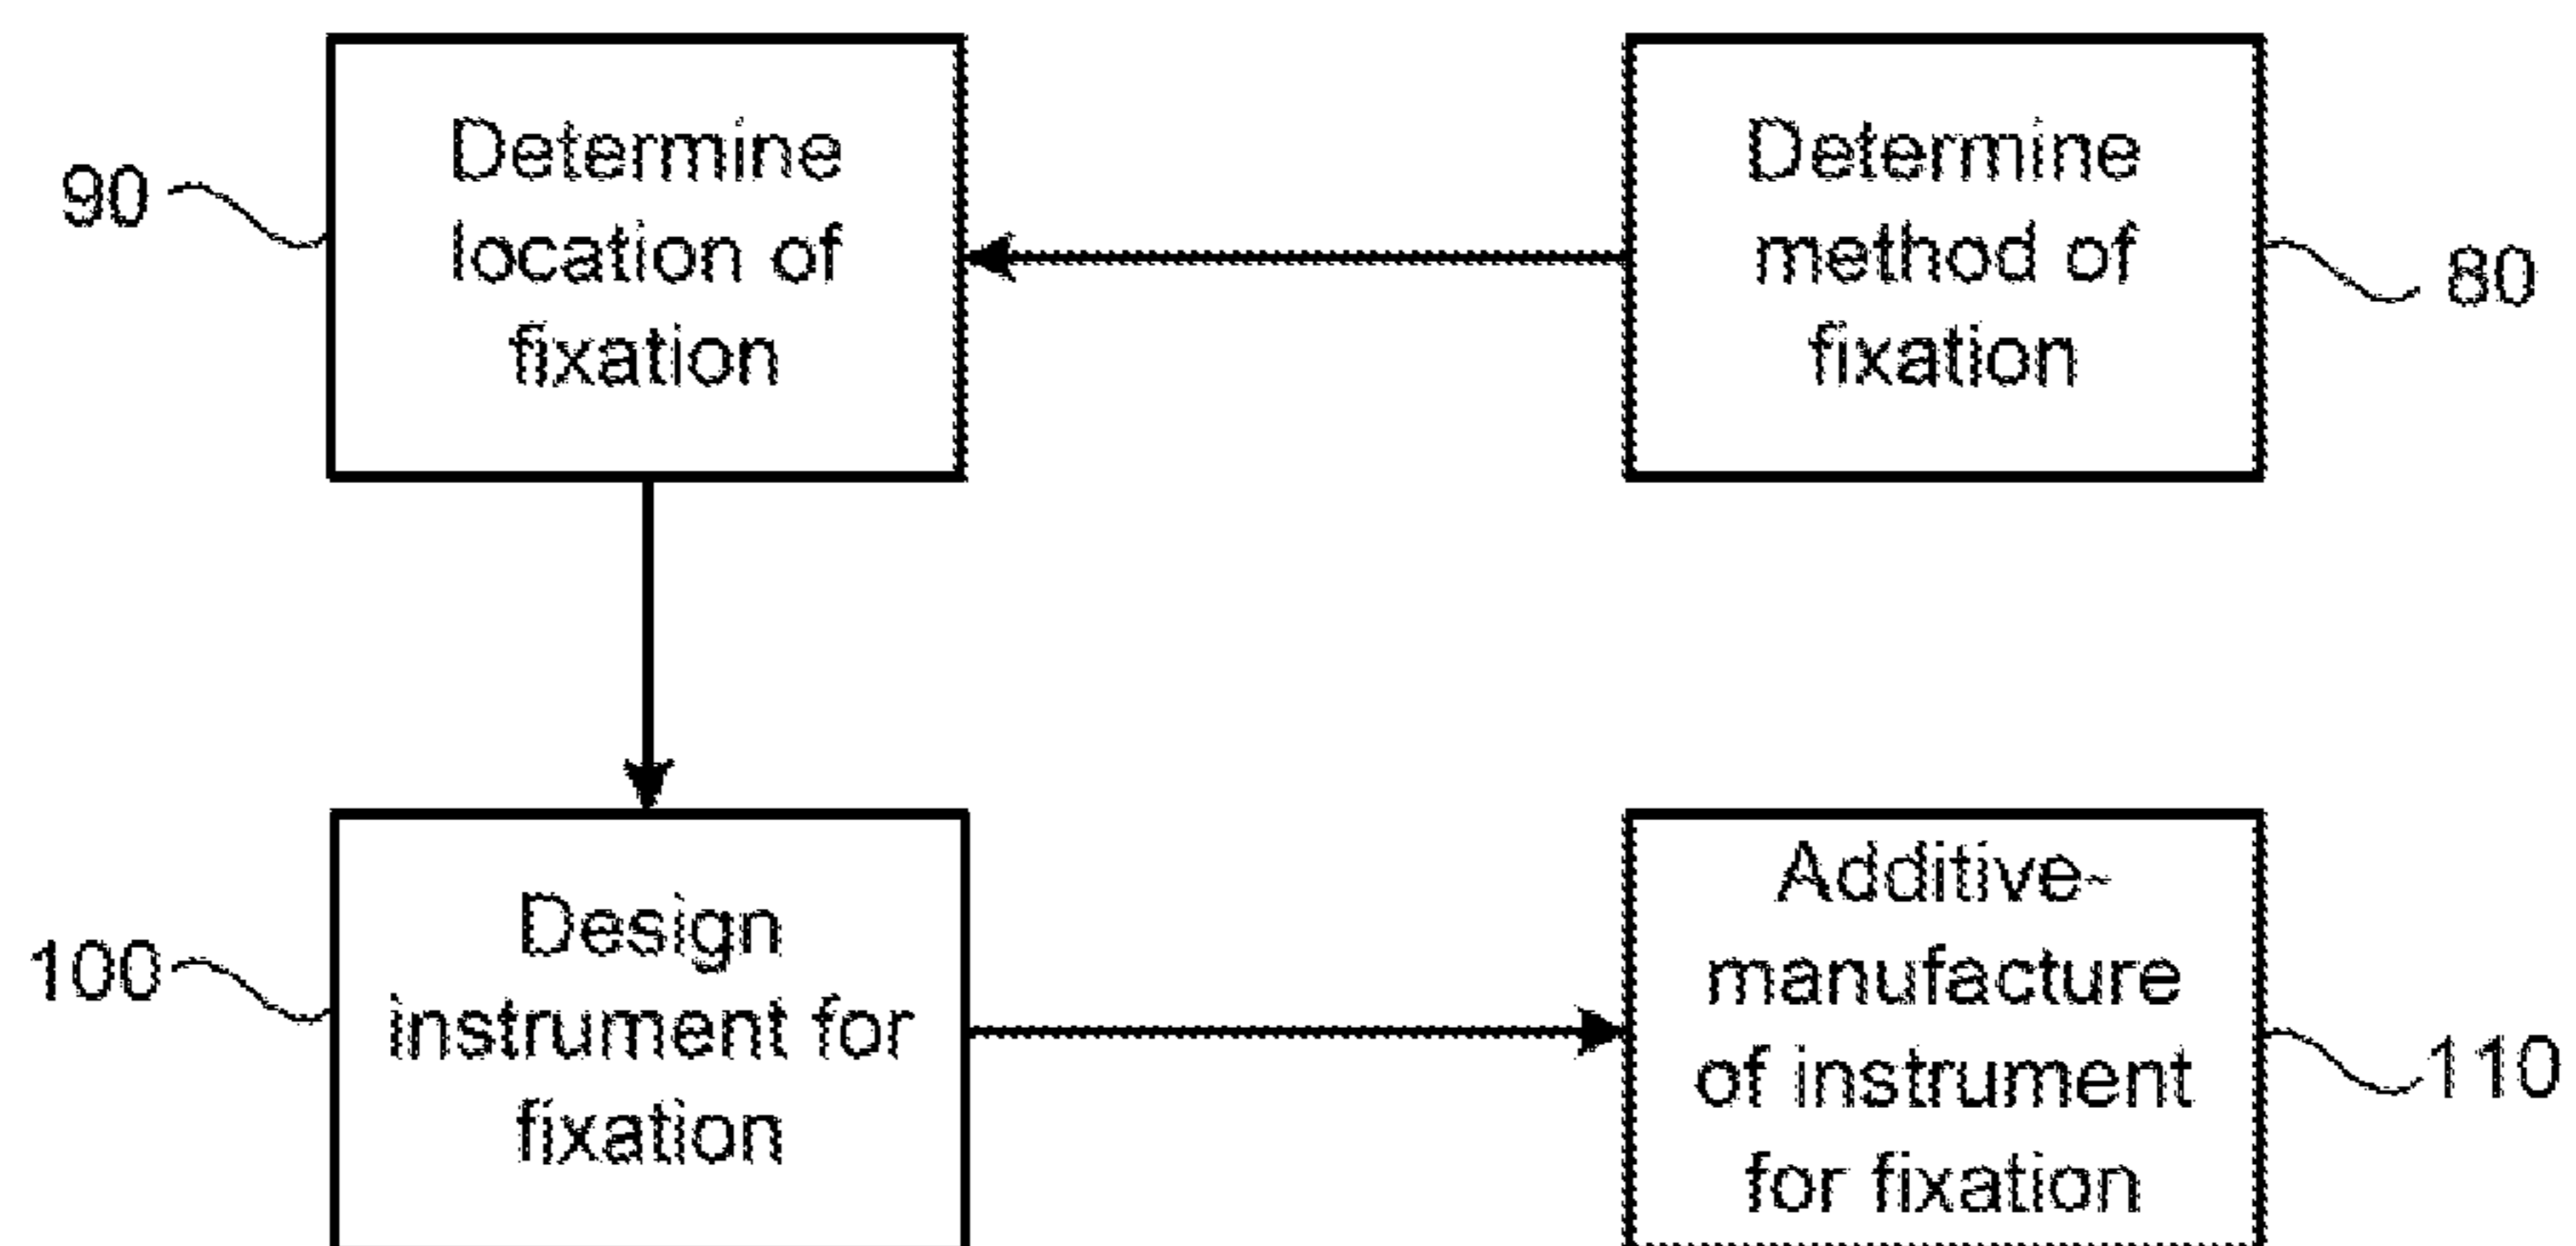 90
Determine
location of
fixation
Determine
method of
fixation
80
100
Design
instrument for
fixation
Additive-
manufacture
of instrument
for fixation
110